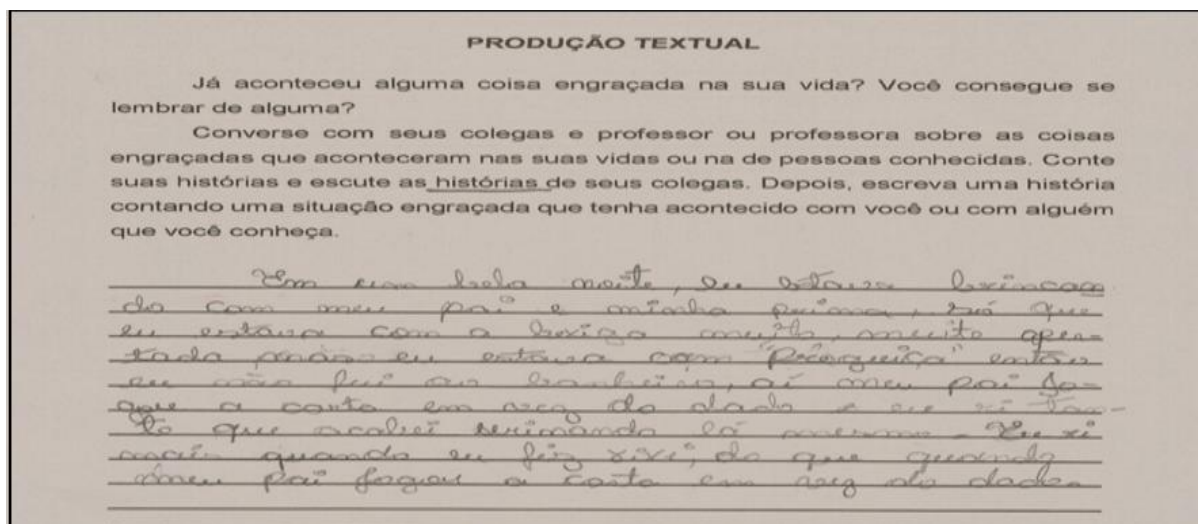 PRODUÇÃO TEXTUAL
Já aconteceu alguma coisa engraçada na sua vida? Você consegue se
lembrar de alguma?
Converse com seus colegas e professor ou professora sobre as coisas
engraçadas que aconteceram nas suas vidas ou na de pessoas conhecidas. Conte
suas histórias e escute as histórias de seus colegas. Depois, escreva uma história
contando uma situação engraçada que tenha acontecido com você ou com alguém
que você conheça.
Em um bela noite, eu estava brincan
do com meu pai e minha prima, só que
eu estava com a bexiga muito, muito aper-
tada eu estava com "Preguiça" então
eu não fui ao banheiro, aí meu pai jo-
gou a carta em vez do dado e eu ri tan-
to que acabei lá mesmo. Eu ri
mais quando eu fiz xixi, do que quando
meu pai jogou a carta em vez do dado.